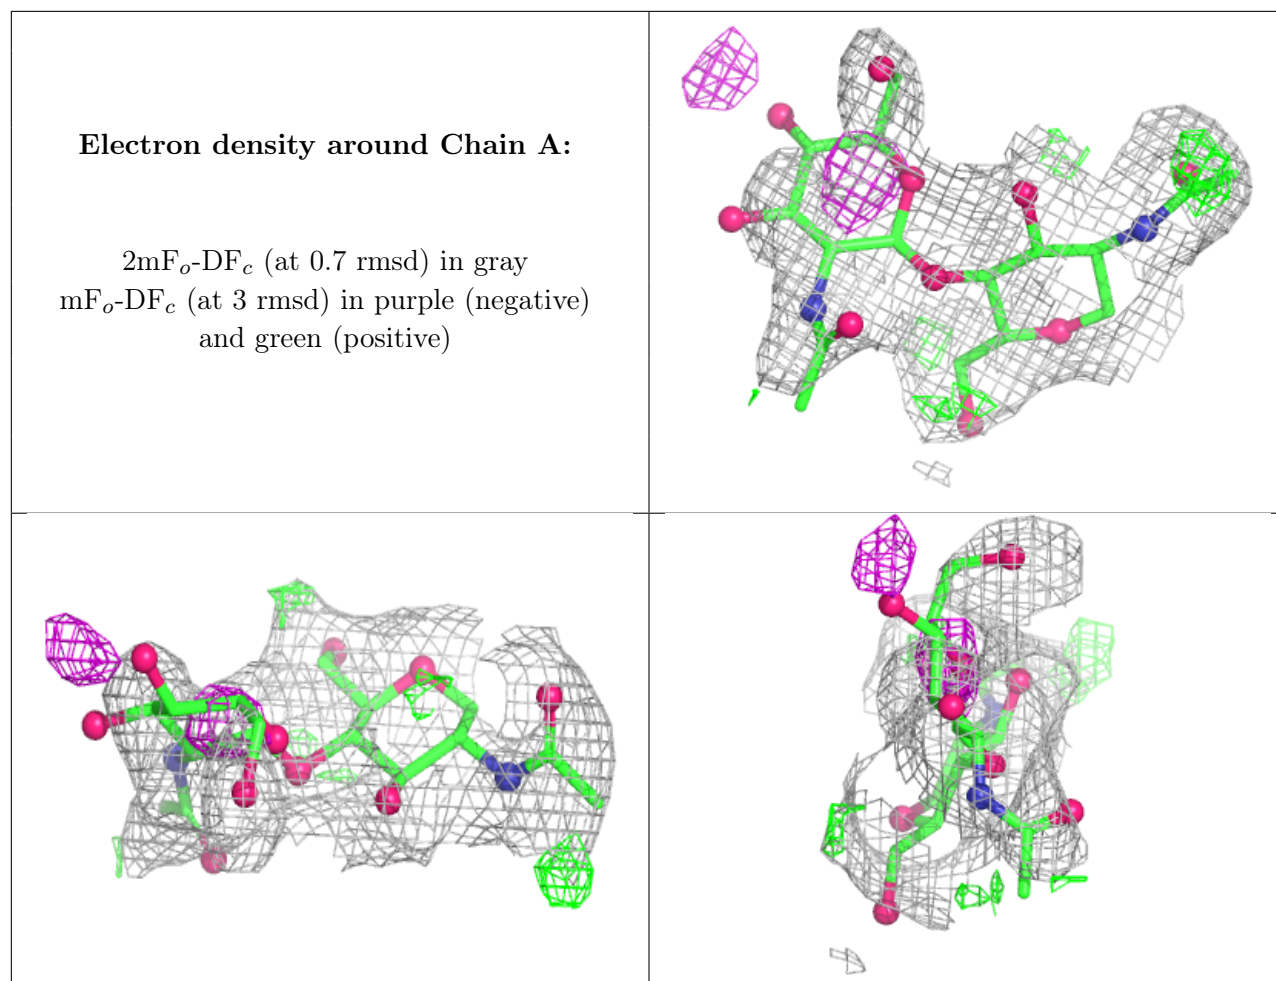 Electron density around Chain A:
2mFo-DFc (at 0.7 rmsd) in gray
mFo-DFc (at 3 rmsd) in purple (negative)
and green (positive)